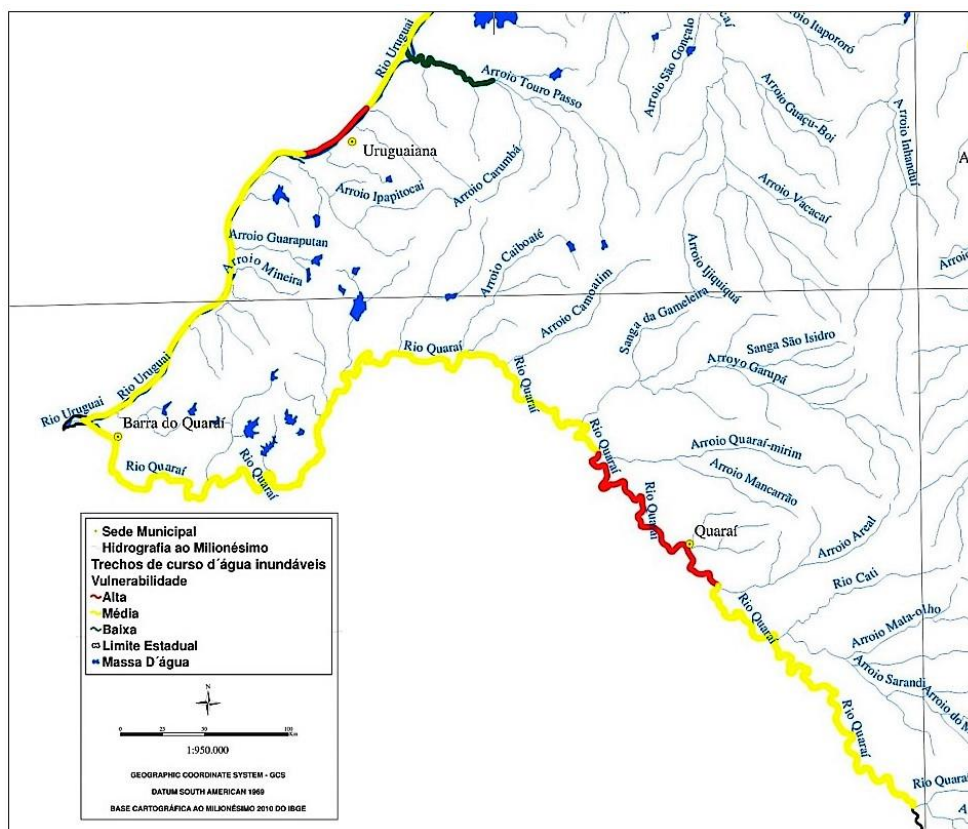 Rio Uruguai
Arroio Touro Passo
Arroio São Gonçalo
Arroio Itapororó
Arroio Guaçu-Boi
Arroio Inhanduí
Uruguaiana
Arroio Ipapitocai
Arroio Carumbá
Arroio Vacacaí
Arroio Guaraputan
Arroio Mineira
Arroio Caiboaté
Arroio Camoatim
Arroio Ijiquiquá
Sanga da Gameleira
Sanga São Isidro
Arroyo Garupá
Rio Uruguai
Rio Uruguai
Rio Quaraí
Rio Quaraí
Barra do Quaraí
Rio Quaraí
Rio Quaraí
Rio Quaraí
Arroio Quaraí-mirim
Arroio Mancarrão
Rio Quaraí
Quaraí
Arroio Areal
Rio Cati
Rio Quaraí
Arroio Mata-olho
Arroio Sarandi
Arroio do M
Rio Quaraí
Rio Quaraí
Sede Municipal
Hidrografia ao Milionésimo
Trechos de curso d´água inundáveis
Vulnerabilidade
Alta
Média
Baixa
Limite Estadual
Massa D´água
N
1:950.000
GEOGRAPHIC COORDINATE SYSTEM - GCS
DATUM SOUTH AMERICAN 1969
BASE CARTOGRÁFICA AO MILIONÉSIMO 2010 DO IBGE